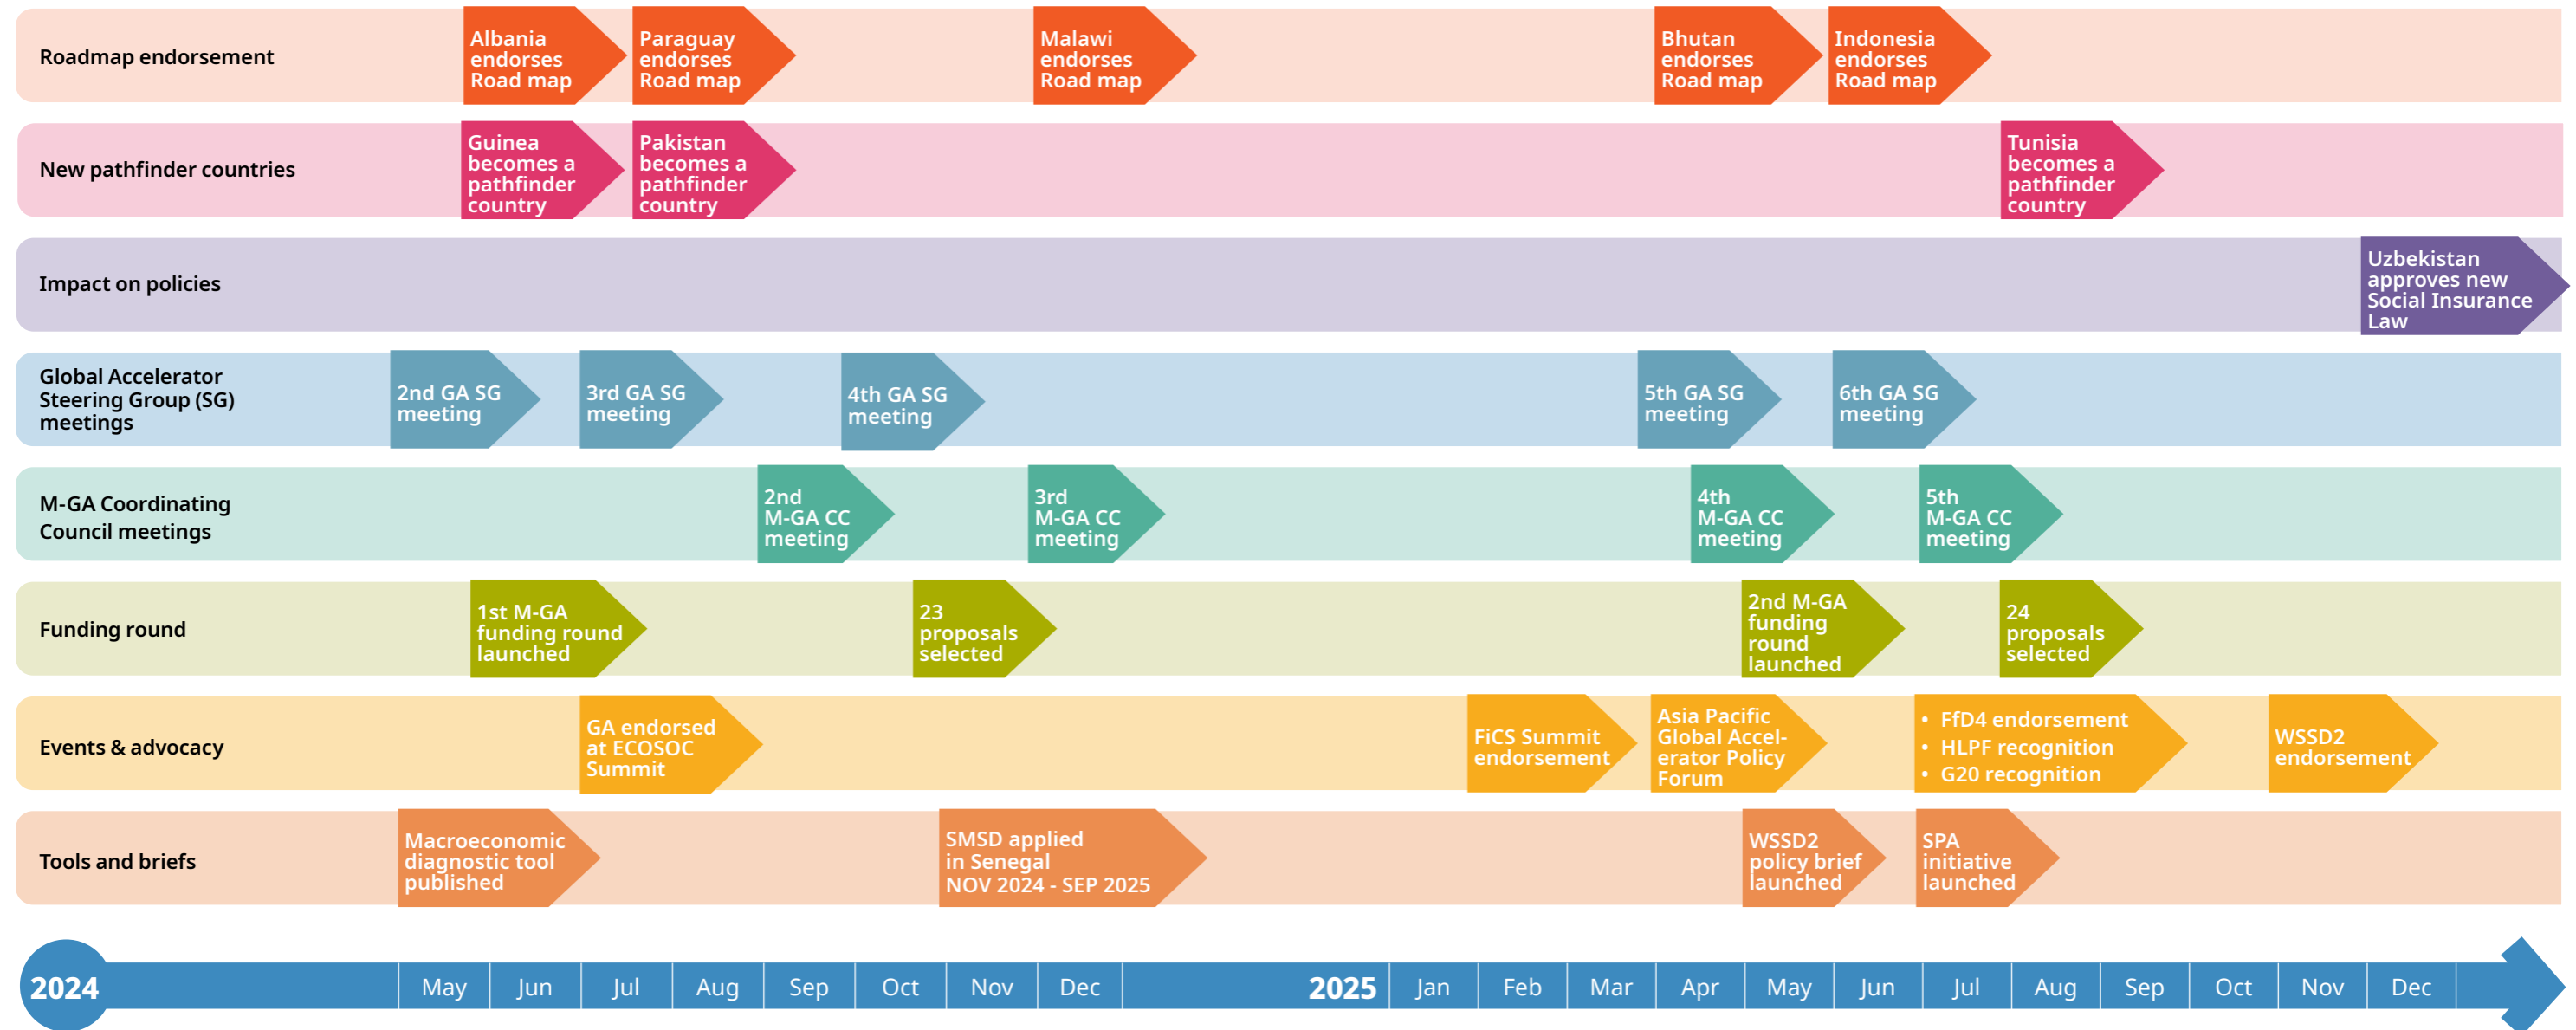 Roadmap endorsement
Albania
endorses
Road map
Paraguay
endorses
Road map
Malawi
endorses
Road map
Bhutan
endorses
Road map
Indonesia
endorses
Road map
New pathfinder countries
Guinea
becomes a
pathfinder
country
Pakistan
becomes a
pathfinder
country
Tunisia
becomes a
pathfinder
country
Impact on policies
Uzbekistan
approves new
Social Insurance
Law
Global Accelerator
Steering Group (SG)
meetings
2nd GA SG
meeting
3rd GA SG
meeting
4th GA SG
meeting
5th GA SG
meeting
6th GA SG
meeting
M-GA Coordinating
Council meetings
2nd
M-GA CC
meeting
3rd
M-GA CC
meeting
4th
M-GA CC
meeting
5th
M-GA CC
meeting
Funding round
1st M-GA
funding round
launched
23
proposals
selected
2nd M-GA
funding
round
launched
24
proposals
selected
Events & advocacy
GA endorsed
at ECOSOC
Summit
FiCS Summit
endorsement
Asia Pacific
Global Accel-
erator Policy
Forum
• FfD4 endorsement
• HLPF recognition
• G20 recognition
WSSD2
endorsement
Tools and briefs
Macroeconomic
diagnostic tool
published
SMSD applied
in Senegal
NOV 2024 - SEP 2025
WSSD2
policy brief
launched
SPA
initiative
launched
2024 May Jun Jul Aug Sep Oct Nov Dec 2025 Jan Feb Mar Apr May Jun Jul Aug Sep Oct Nov Dec